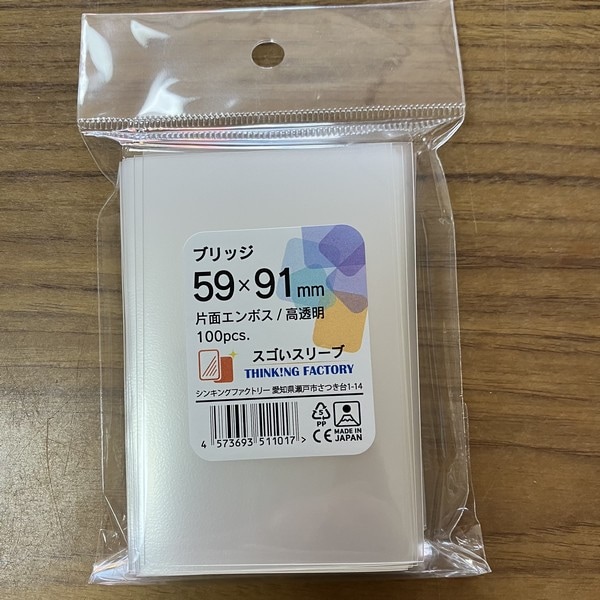 ブリッジ
59×91mm
片面エンボス/高透明
100pcs.
スゴいスリーブ
THINK!NG FACTORY
シンキングファクトリー 愛知県瀬戸市さつき台1-14
4 573693 511017 >
5
PP
CE
MADE IN
JAPAN